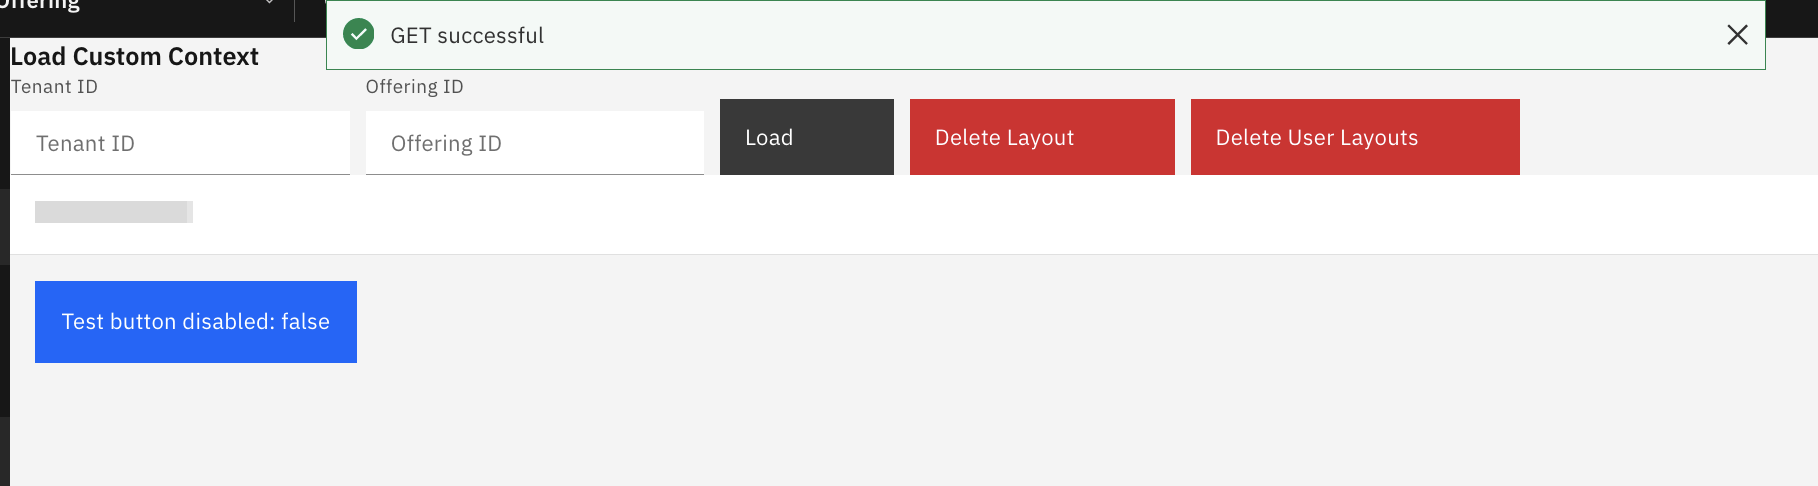 Offering
GET successful
Load Custom Context
Tenant ID
Offering ID
Tenant ID
Offering ID
Load
Delete Layout
Delete User Layouts
Test button disabled: false